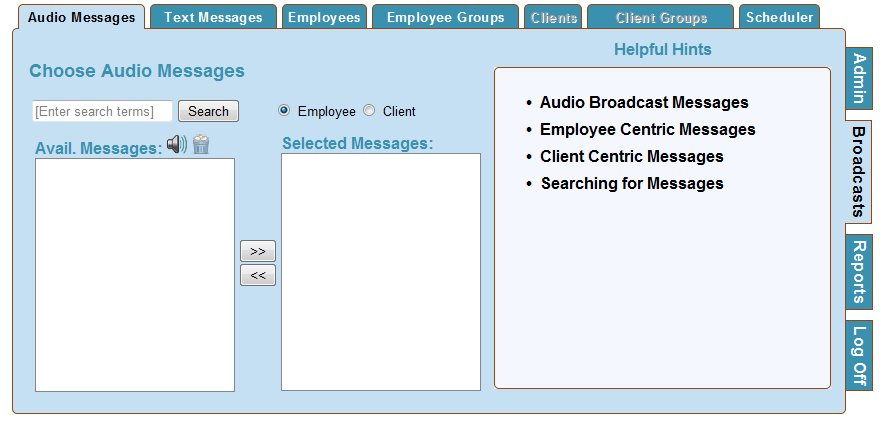 Audio Messages Text Messages Employees Employee Groups Clients Client Groups Scheduler
Helpful Hints
Choose Audio Messages
[Enter search terms] Search Employee Client
Avail. Messages: Selected Messages:
>>
<<
• Audio Broadcast Messages
• Employee Centric Messages
• Client Centric Messages
• Searching for Messages
Admin
Broadcasts
Reports
Log Off